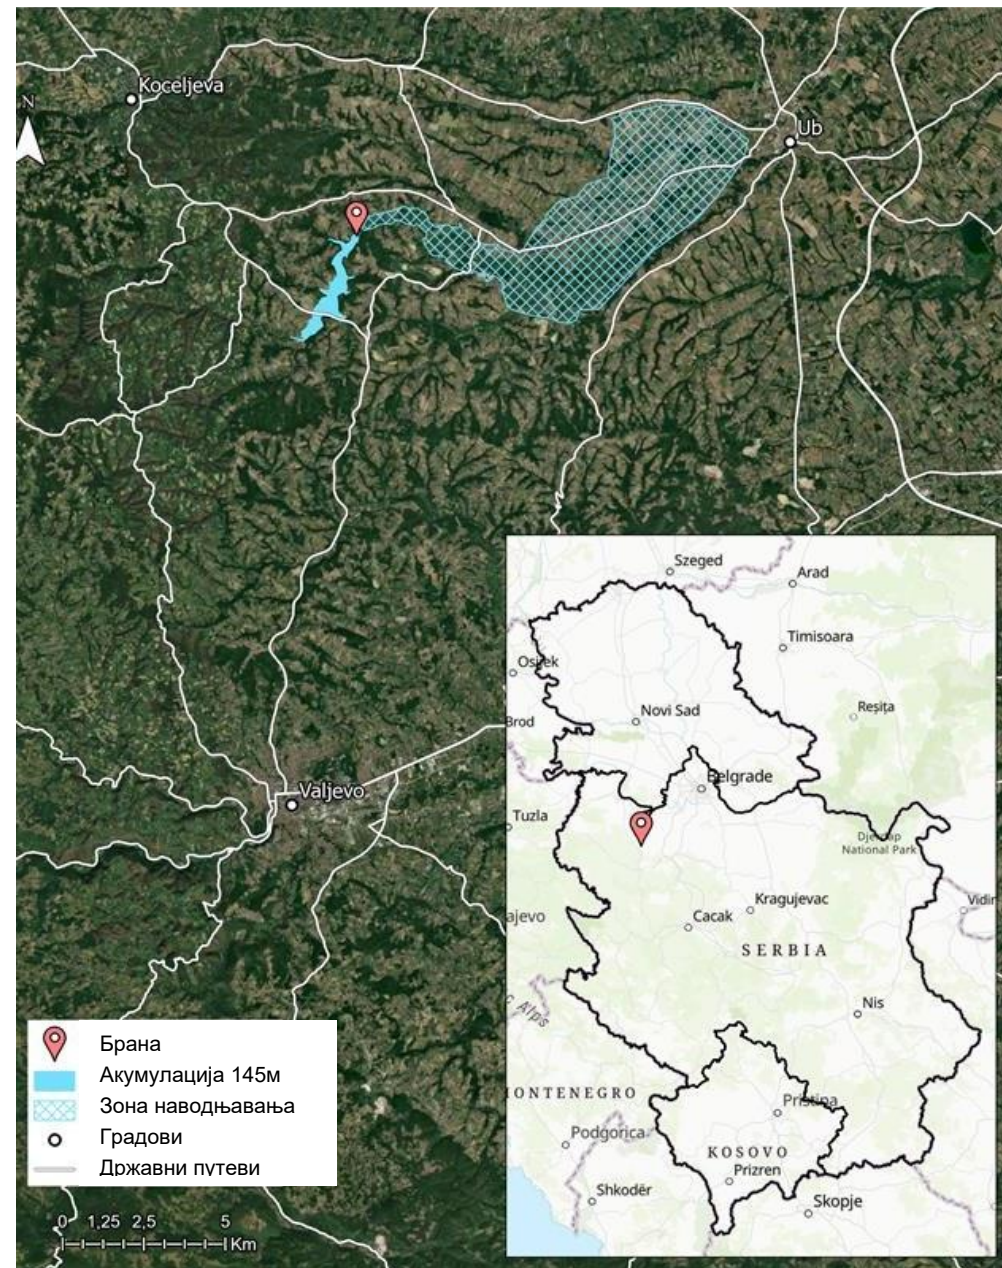 Koceljeva
N
Ub
Valjevo
Szeged
Arad
Timisoara
Osijek
Novi Sad
Reșița
Brod
Belgrade
Tuzla
Djerdap
National Park
Kragujevac
Vidin
ajevo
Cacak
SERBIA
Nis
c Alps
MONTENEGRO
Pristina
Podgorica
KOSOVO
Prizren
Shkodër
Skopje
Брана
Акумулација 145м
Зона наводњавања
Градови
Државни путеви
0 1,25 2,5 5
Km